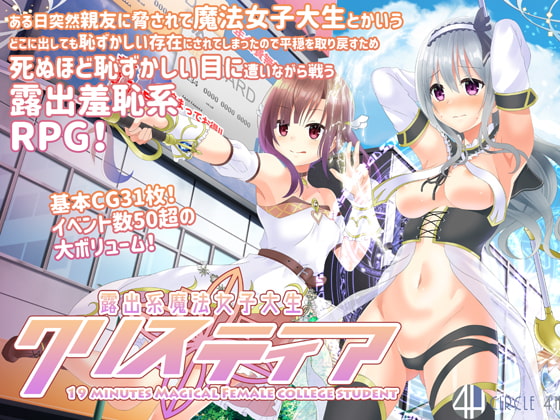 ある日突然親友に脅されて魔法女子大生とかいう
どこに出しても恥ずかしい存在にされてしまったので平穏を取り戻すため
死ぬほど恥ずかしい目に遭いながら戦う
露出羞恥系
RPG!
基本CG31枚!
イベント数50超の
大ボリューム!
露出系魔法女子大生
クリスティア
19 MINUTES MAGICAL FEMALE COLLEGE STUDENT